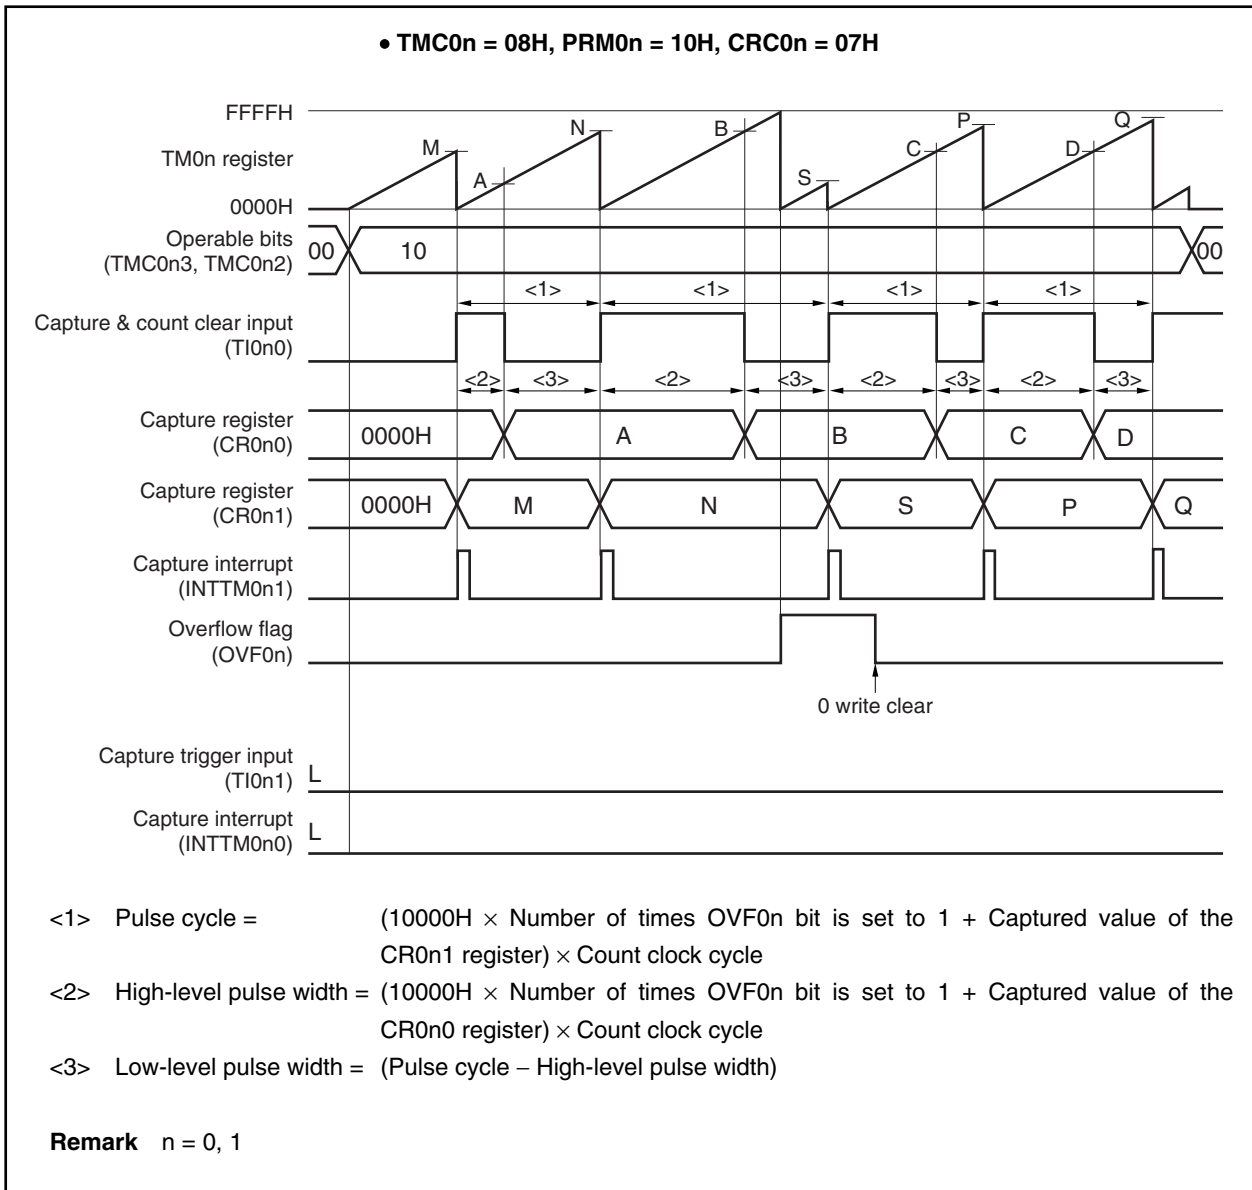 • TMC0n = 08H, PRM0n = 10H, CRC0n = 07H
FFFFH
TM0n register
0000H
M
A
N
B
S
C
P
D
Q
Operable bits
(TMC0n3, TMC0n2)
00
10
00
<1>
<1>
<1>
<1>
Capture & count clear input
(TI0n0)
<2>
<3>
<2>
<3>
<2>
<3>
<2>
<3>
Capture register
(CR0n0)
0000H
A
B
C
D
Capture register
(CR0n1)
0000H
M
N
S
P
Q
Capture interrupt
(INTTM0n1)
Overflow flag
(OVF0n)
0 write clear
Capture trigger input
(TI0n1)
L
Capture interrupt
(INTTM0n0)
L
<1> Pulse cycle = (10000H × Number of times OVF0n bit is set to 1 + Captured value of the
CR0n1 register) × Count clock cycle
<2> High-level pulse width = (10000H × Number of times OVF0n bit is set to 1 + Captured value of the
CR0n0 register) × Count clock cycle
<3> Low-level pulse width = (Pulse cycle – High-level pulse width)
Remark n = 0, 1